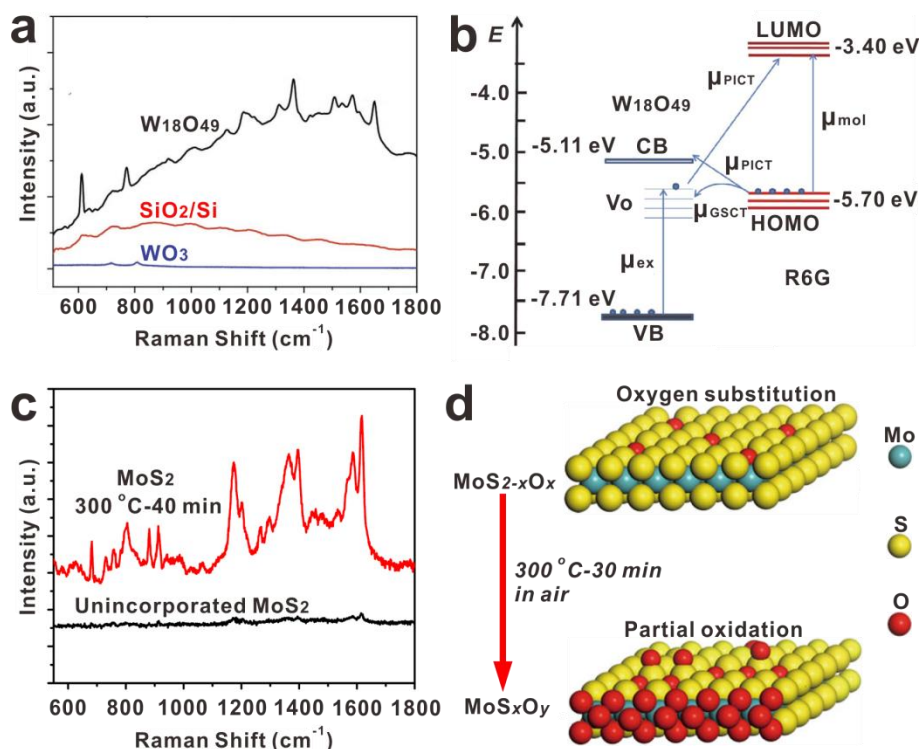 a
Intensity (a.u.)
W18O49
SiO2/Si
WO3
600 800 1000 1200 1400 1600 1800
Raman Shift (cm-1)
b
E
-4.0
-5.0
-6.0
-7.0
-8.0
LUMO
-3.40 eV
μPICT
W18O49
μmol
-5.11 eV
CB
μPICT
Vo
μGSCT
-5.70 eV
HOMO
μex
R6G
-7.71 eV
VB
c
Intensity (a.u.)
MoS2
300 °C-40 min
Unincorporated MoS2
600 800 1000 1200 1400 1600 1800
Raman Shift (cm-1)
d
Oxygen substitution
Mo
MoS2-xOx
S
300 °C-30 min
in air
O
Partial oxidation
MoSxOy